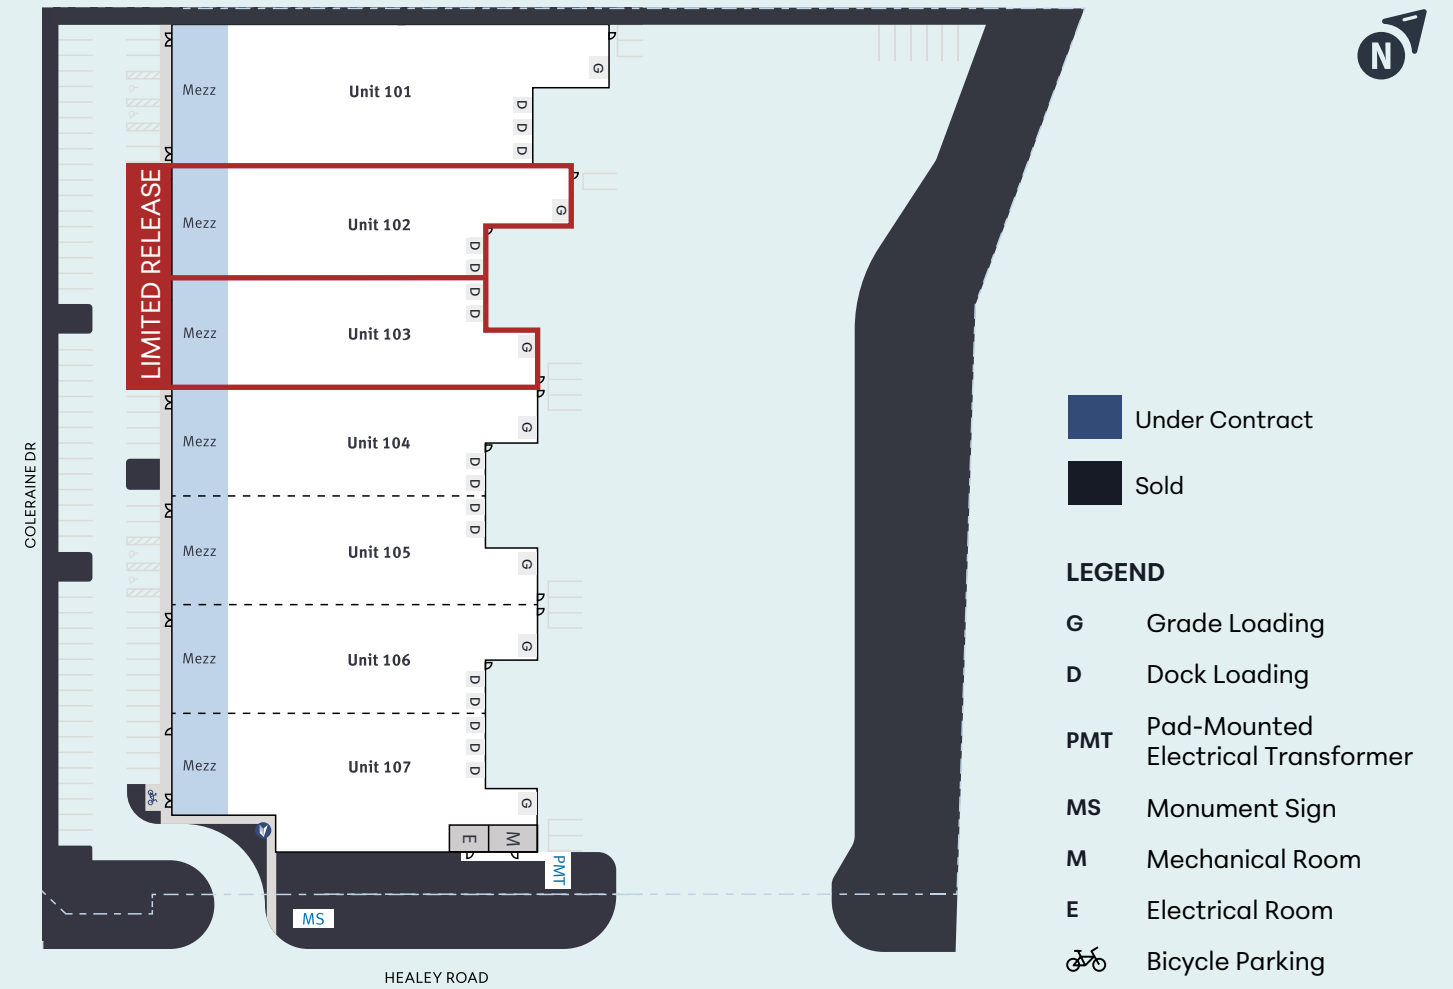 N
Mezz
Unit 101
G
D
D
D
LIMITED RELEASE
Mezz
Unit 102
G
D
D
Mezz
Unit 103
D
D
G
Mezz
Unit 104
G
D
D
Mezz
Unit 105
D
D
G
Mezz
Unit 106
G
D
D
Mezz
Unit 107
D
D
D
G
E
M
PMT
MS
COLERAINE DR
HEALEY ROAD
Under Contract
Sold
LEGEND
G Grade Loading
D Dock Loading
PMT Pad-Mounted
Electrical Transformer
MS Monument Sign
M Mechanical Room
E Electrical Room
Bicycle Parking